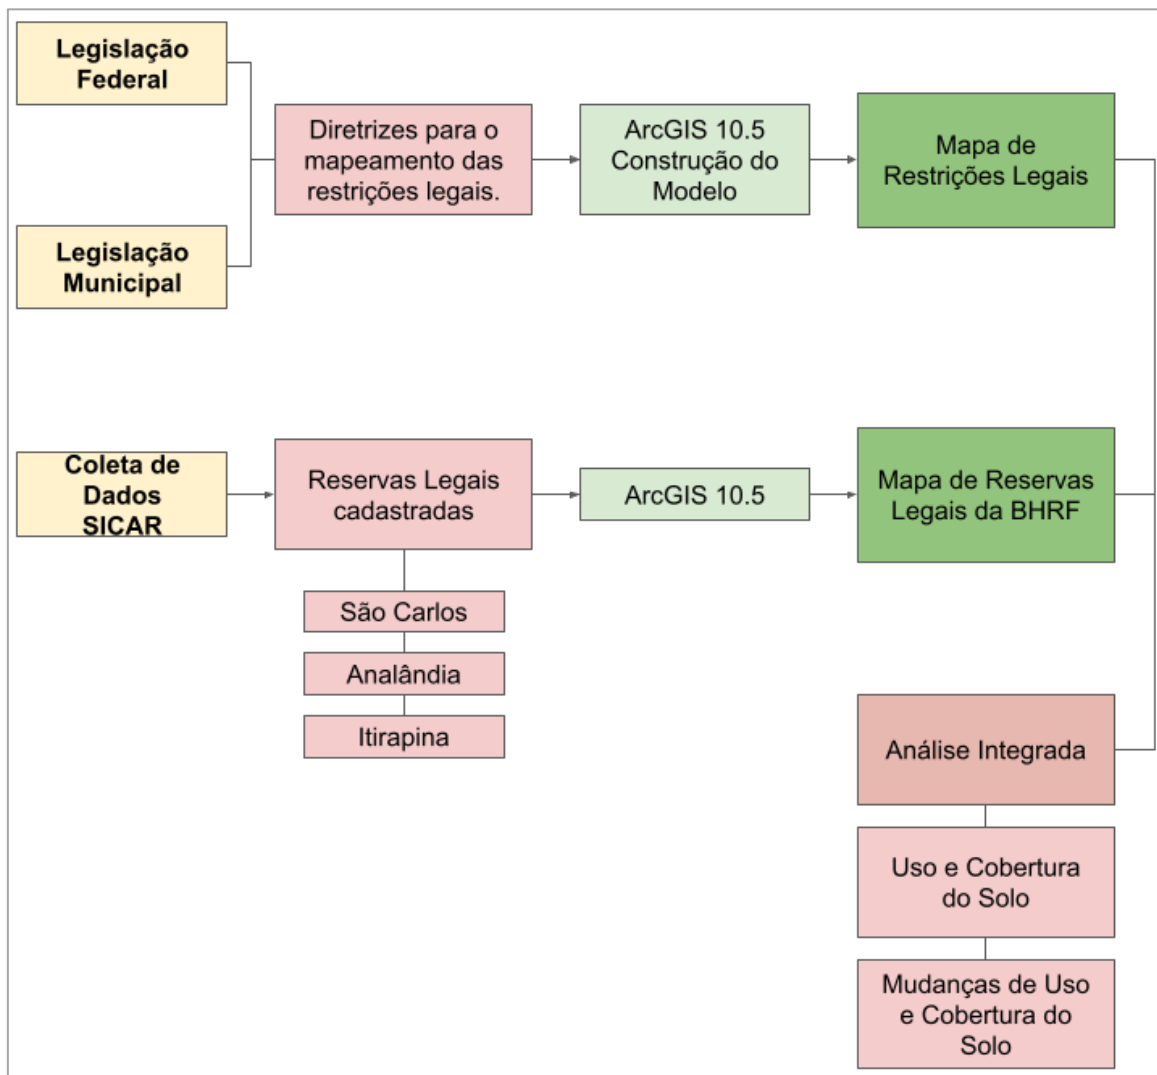 Legislação
Federal
Legislação
Municipal
Diretrizes para o
mapeamento das
restrições legais.
ArcGIS 10.5
Construção do
Modelo
Mapa de
Restrições Legais
Coleta de
Dados
SICAR
Reservas Legais
cadastradas
São Carlos
Analândia
Itirapina
ArcGIS 10.5
Mapa de Reservas
Legais da BHRF
Análise Integrada
Uso e Cobertura
do Solo
Mudanças de Uso
e Cobertura do
Solo